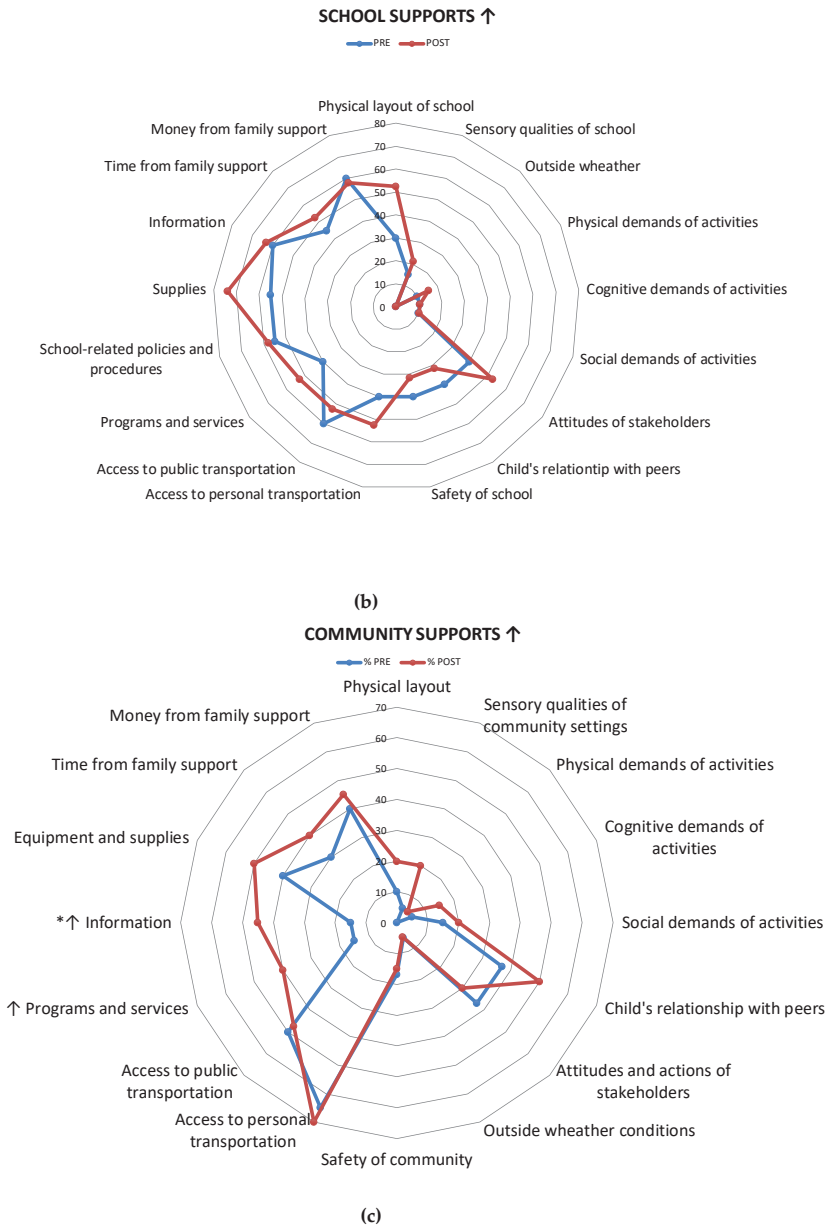 SCHOOL SUPPORTS ↑
PRE POST
Physical layout of school
Money from family support
Sensory qualities of school
Time from family support
Outside wheather
Information
Physical demands of activities
Supplies
Cognitive demands of activities
School-related policies and
procedures
Social demands of activities
Programs and services
Attitudes of stakeholders
Access to public transportation
Child's relationtip with peers
Access to personal transportation
Safety of school
80
70
60
50
40
30
20
10
0
(b)
COMMUNITY SUPPORTS ↑
% PRE % POST
Physical layout
Money from family support
Sensory qualities of
community settings
Time from family support
Physical demands of activities
Equipment and supplies
Cognitive demands of
activities
*↑ Information
Social demands of activities
↑ Programs and services
Child's relationship with peers
Access to public
transportation
Attitudes and actions of
stakeholders
Access to personal
transportation
Outside wheather conditions
Safety of community
70
60
50
40
30
20
10
0
(c)